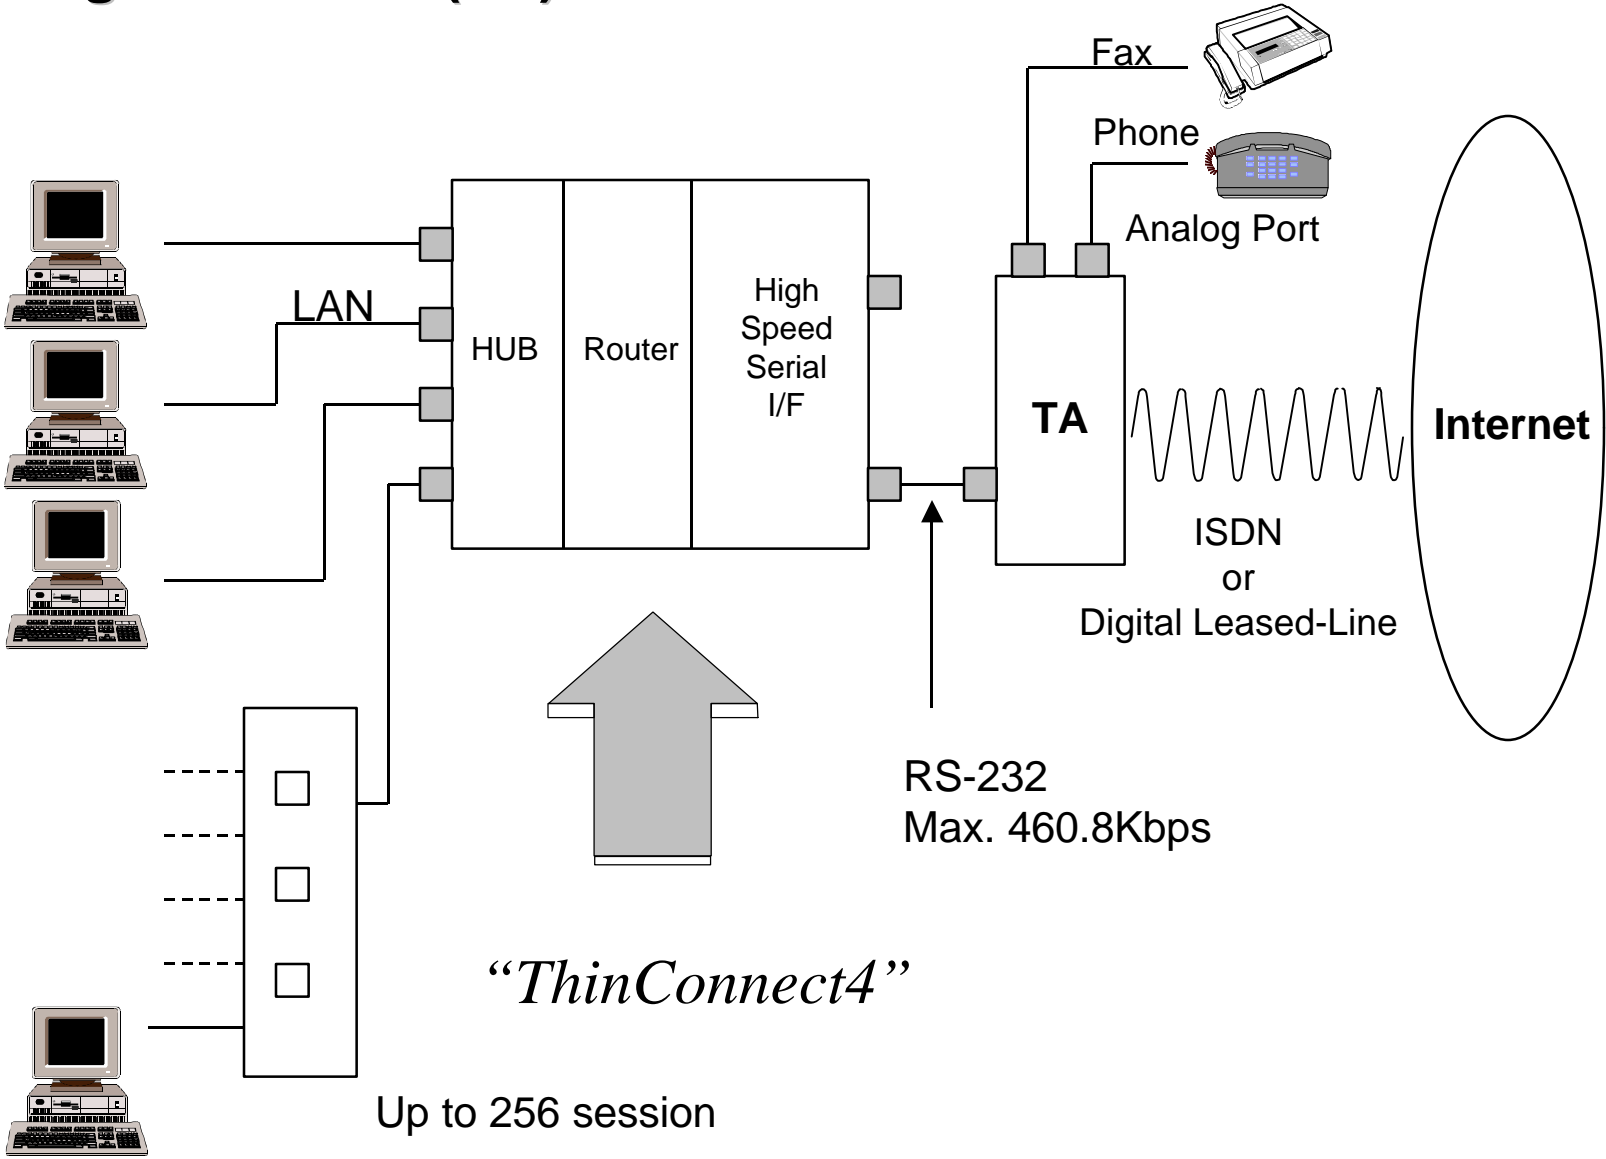 Fax
Phone
Analog Port
LAN
HUB
Router
High
Speed
Serial
I/F
TA
Internet
ISDN
or
Digital Leased-Line
RS-232
Max. 460.8Kbps
“ThinConnect4”
Up to 256 session